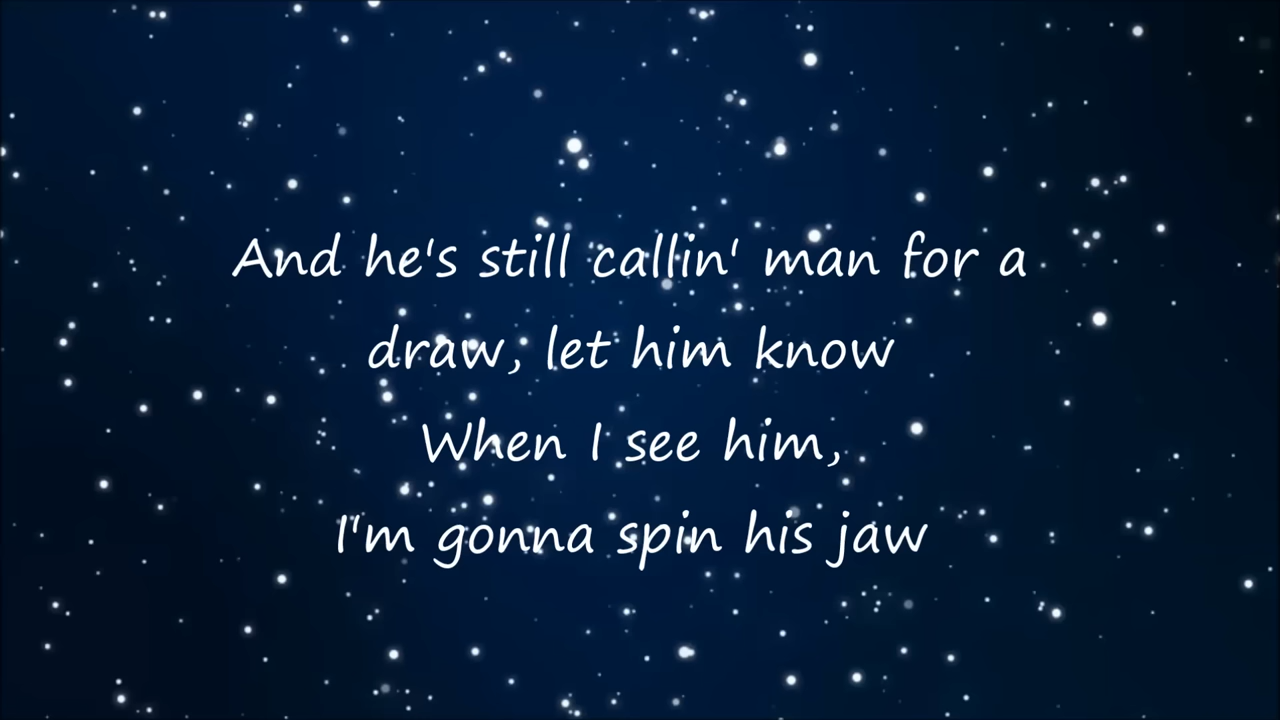 And he's still callin' man for a
draw, let him know
When I see him,
I'm gonna spin his jaw